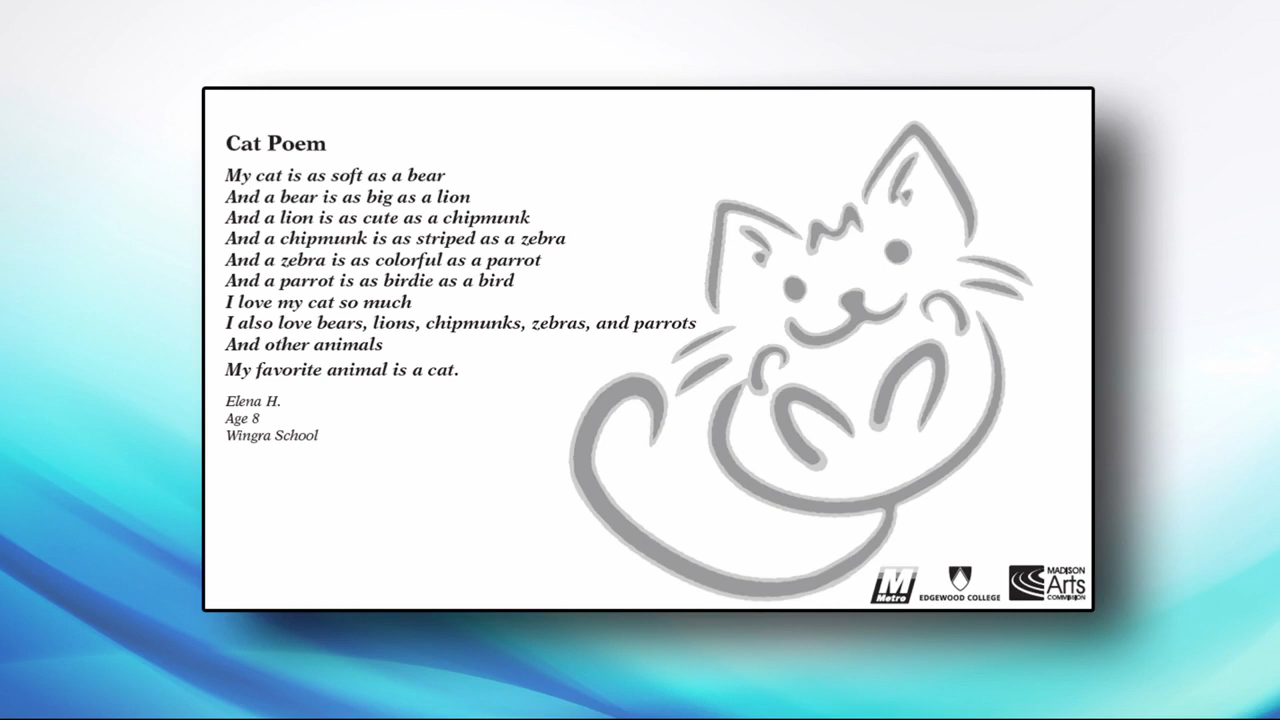 Cat Poem
My cat is as soft as a bear
And a bear is as big as a lion
And a lion is as cute as a chipmunk
And a chipmunk is as striped as a zebra
And a zebra is as colorful as a parrot
And a parrot is as birdie as a bird
I love my cat so much
I also love bears, lions, chipmunks, zebras, and parrots
And other animals
My favorite animal is a cat.
Elena H.
Age 8
Wingra School
M
Metro
EDGEWOOD COLLEGE
MADISON
Arts
COMMISSION